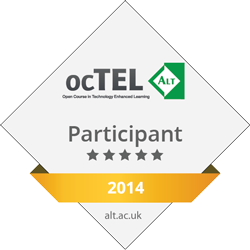 ocTEL
ALT
Open Course in Technology Enhanced Learning
Participant
2014
alt.ac.uk